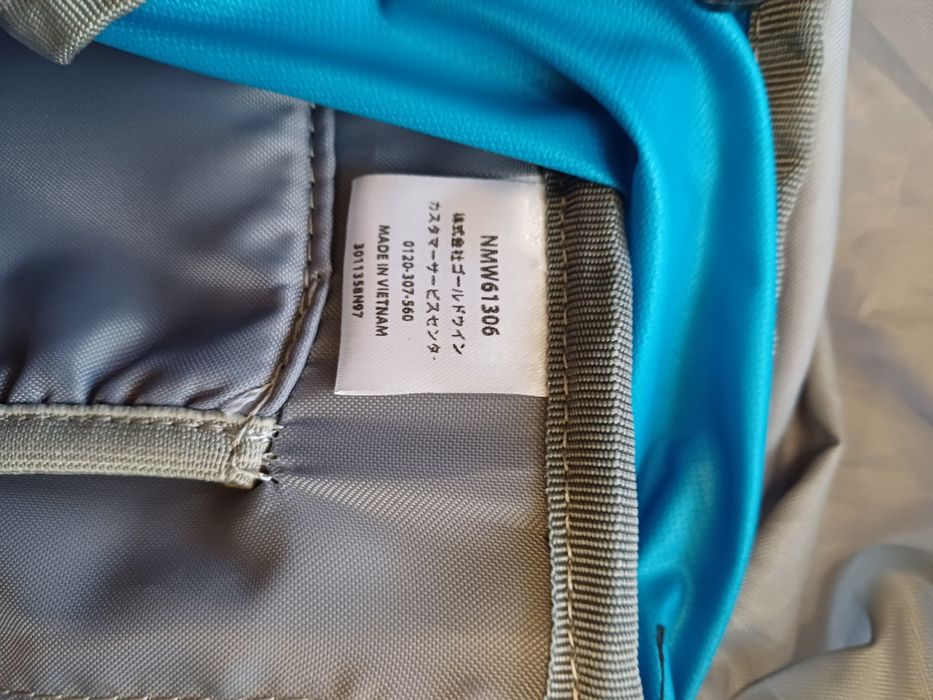 NMW61306
株式会社ゴールドウイン
カスタマーサービスセンター
0120-307-560
MADE IN VIETNAM
301135BN97